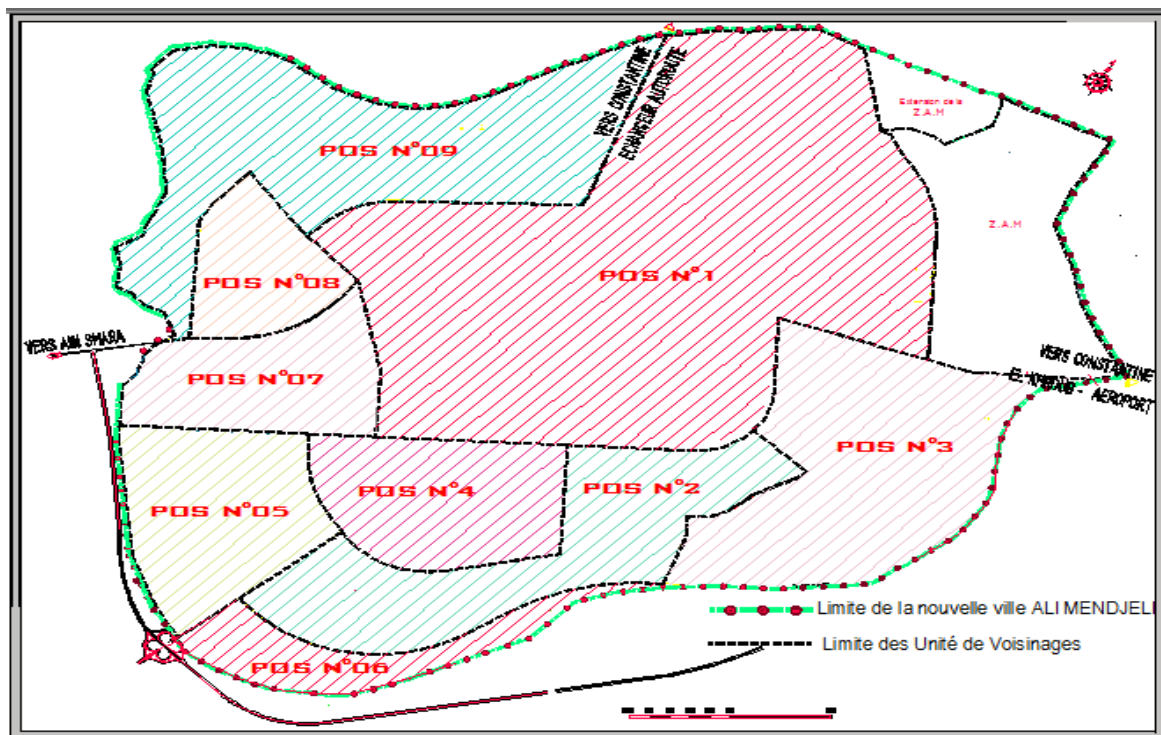 VERS CONSTANTINE
ECHANGEUR AUTOROUTE
Extension de la
Z.A.M
POS N°09
Z.A.M
POS N°1
POS N°08
VERS AIN SMARA
VERS CONSTANTINE
EL KHROUB - AEROPORT
POS N°07
POS N°3
POS N°4
POS N°2
POS N°05
Limite de la nouvelle ville ALI MENDJELI
Limite des Unité de Voisinages
POS N°06